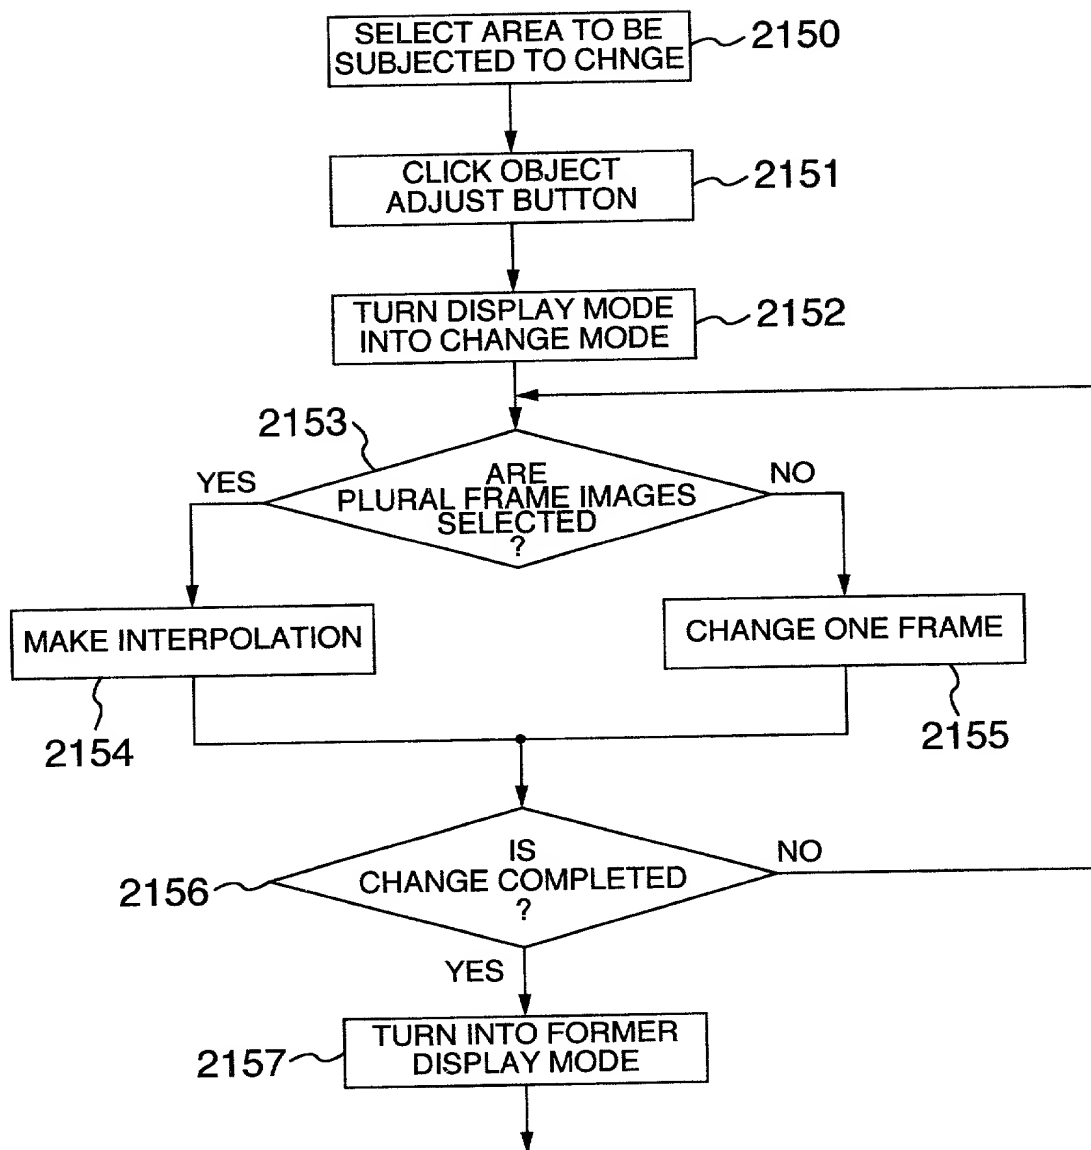 SELECT AREA TO BE
SUBJECTED TO CHNGE
2150
CLICK OBJECT
ADJUST BUTTON
2151
TURN DISPLAY MODE
INTO CHANGE MODE
2152
2153
YES
ARE
PLURAL FRAME IMAGES
SELECTED
?
NO
MAKE INTERPOLATION
2154
CHANGE ONE FRAME
2155
IS
CHANGE COMPLETED
?
2156
NO
YES
TURN INTO FORMER
DISPLAY MODE
2157